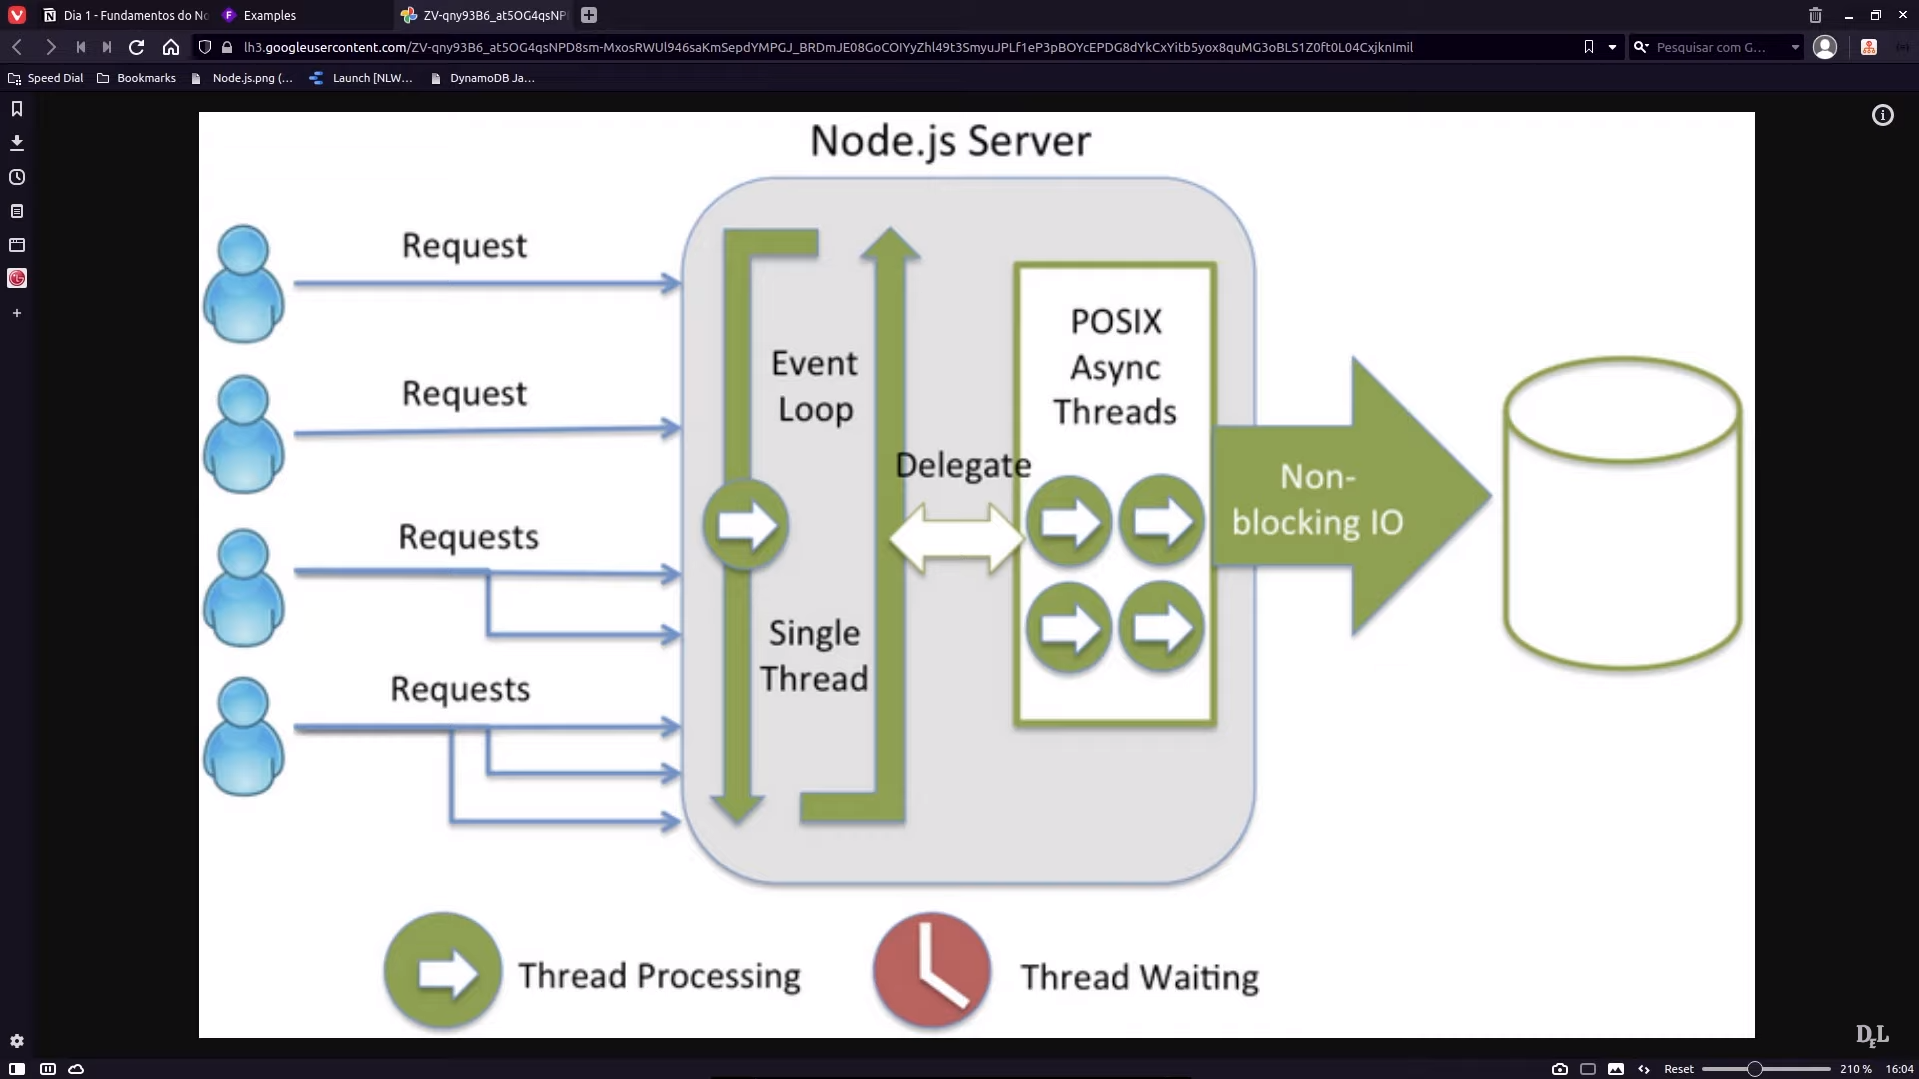 Dia 1 - Fundamentos do No
Examples
ZV-qny93B6_at5OG4qsNP
lh3.googleusercontent.com/ZV-qny93B6_at5OG4qsNPD8sm-MxosRWUl946saKmSepdYMPGJ_BRDmJE08GoCOIYyZhl49t3SmyuJPLf1eP3pBOYcEPDG8dYkCxYitb5yox8quMG3oBLS1Z0ft0L04CxjknImil
Pesquisar com G...
Speed Dial
Bookmarks
Node.js.png (...
Launch [NLW...
DynamoDB Ja...
Node.js Server
Request
Request
Requests
Requests
Event
Loop
Single
Thread
Delegate
POSIX
Async
Threads
Non-
blocking IO
Thread Processing
Thread Waiting
DEL
Reset
210 %
16:04